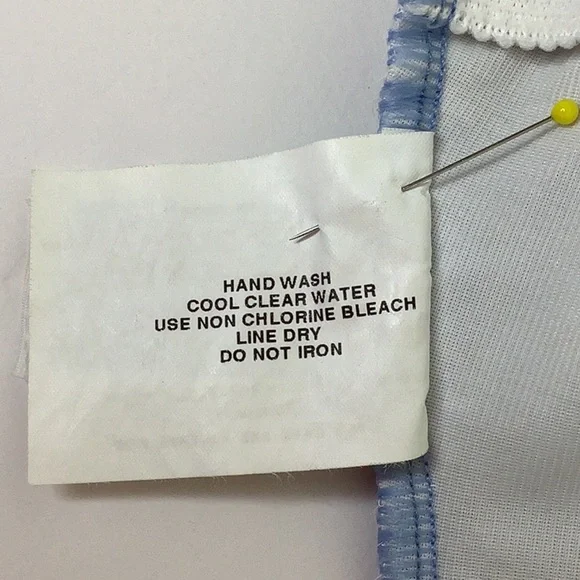 HAND WASH
COOL CLEAR WATER
USE NON CHLORINE BLEACH
LINE DRY
DO NOT IRON